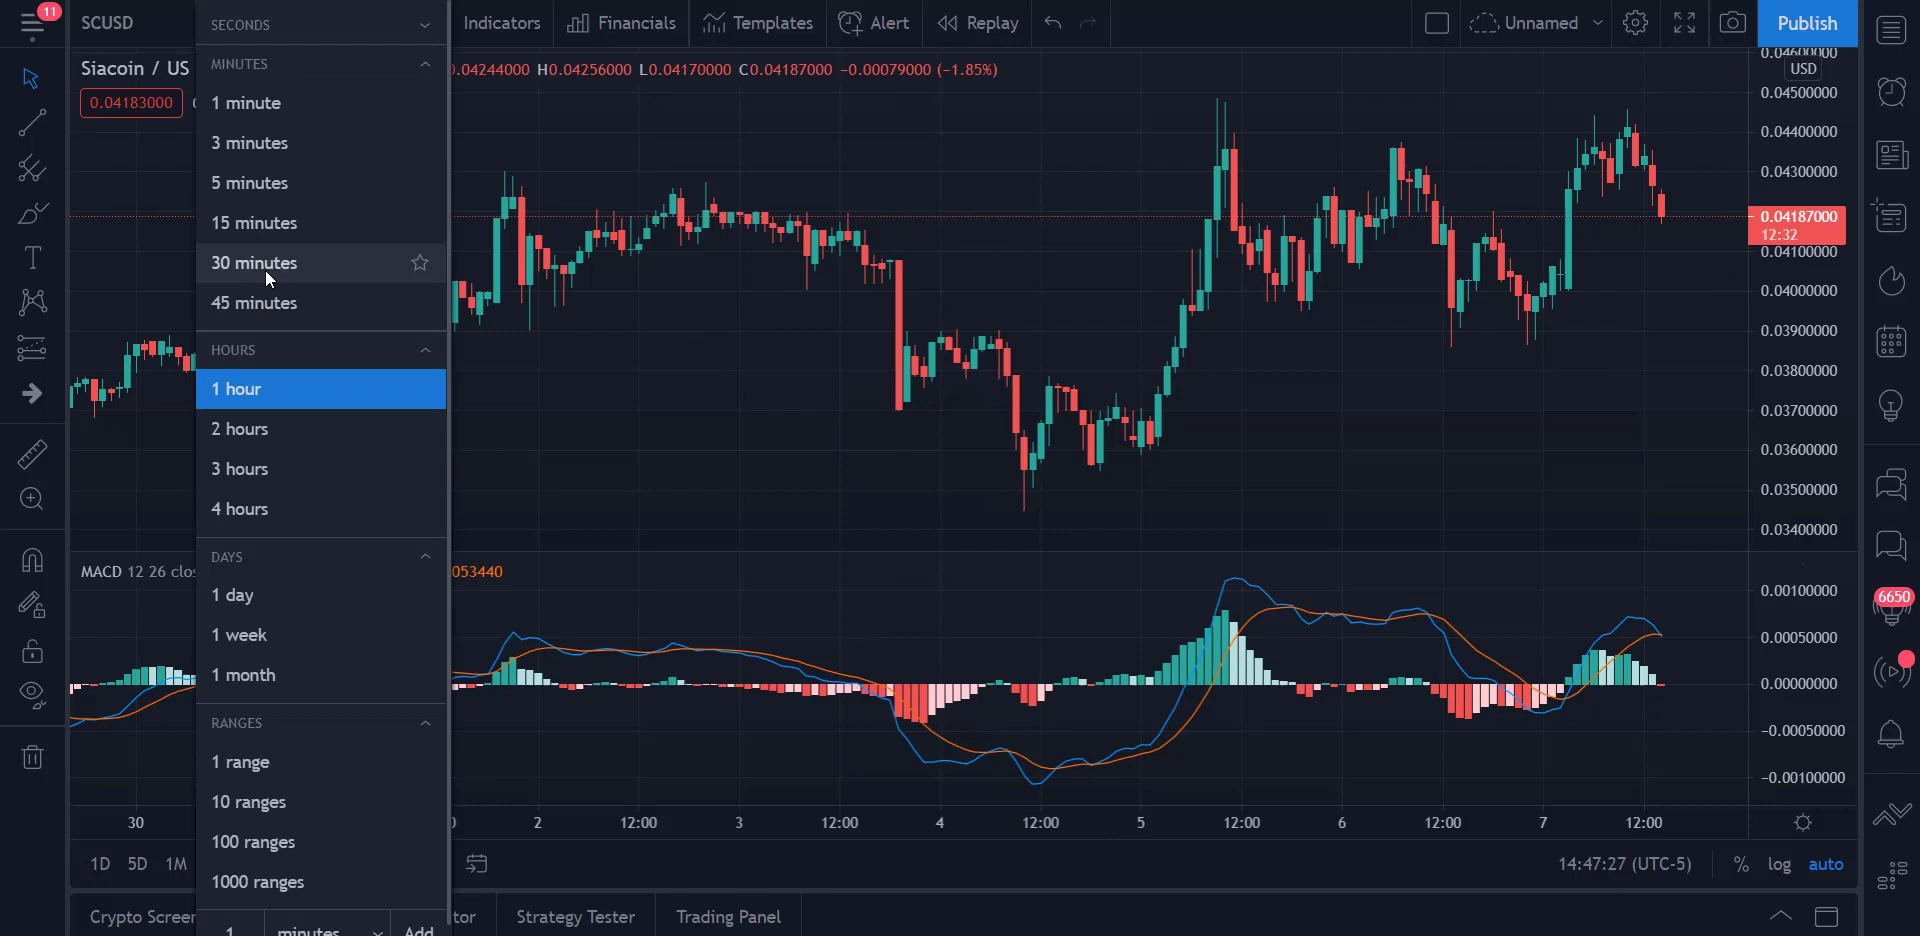 11
SCUSD
SECONDS
Indicators
Financials
Templates
Alert
Replay
Unnamed
Publish
Siacoin / US
0.04244000 H0.04256000 L0.04170000 C0.04187000 −0.00079000 (−1.85%)
0.04183000
MINUTES
1 minute
3 minutes
5 minutes
15 minutes
30 minutes
45 minutes
HOURS
1 hour
2 hours
3 hours
4 hours
DAYS
1 day
1 week
1 month
RANGES
1 range
10 ranges
100 ranges
1000 ranges
1
minutes
Add
0.04600000
USD
0.04500000
0.04400000
0.04300000
0.04187000
12:32
0.04100000
0.04000000
0.03900000
0.03800000
0.03700000
0.03600000
0.03500000
0.03400000
MACD 12 26 clos
053440
0.00100000
0.00050000
0.00000000
−0.00050000
−0.00100000
6650
30
2
12:00
3
12:00
4
12:00
5
12:00
6
12:00
7
12:00
1D 5D 1M
14:47:27 (UTC-5)
%
log
auto
Crypto Screen
tor
Strategy Tester
Trading Panel